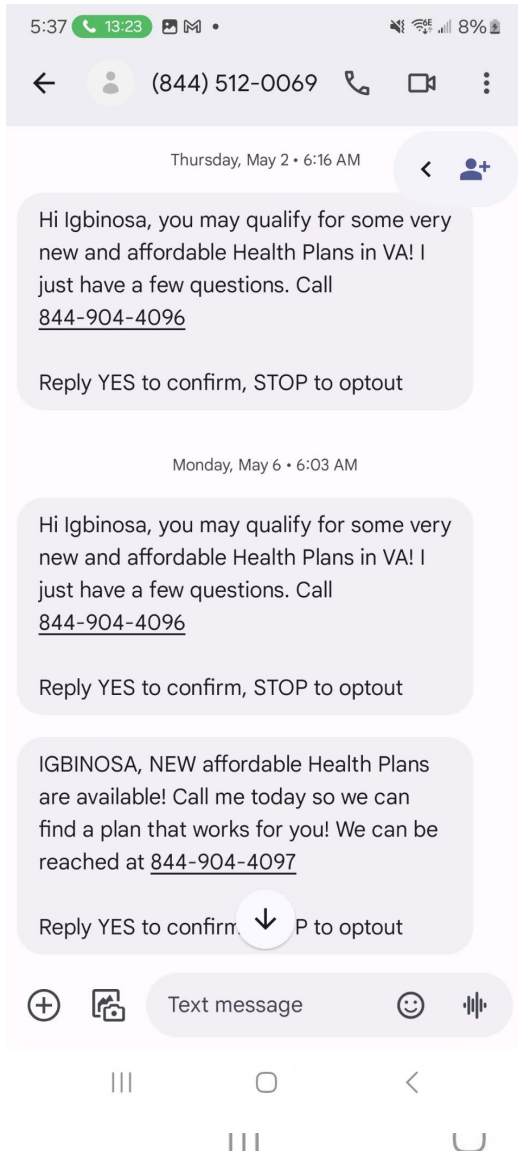 5:37 13:23 8%
(844) 512-0069
Thursday, May 2 • 6:16 AM
Hi Igbinosa, you may qualify for some very
new and affordable Health Plans in VA! I
just have a few questions. Call
844-904-4096
Reply YES to confirm, STOP to optout
Monday, May 6 • 6:03 AM
Hi Igbinosa, you may qualify for some very
new and affordable Health Plans in VA! I
just have a few questions. Call
844-904-4096
Reply YES to confirm, STOP to optout
IGBINOSA, NEW affordable Health Plans
are available! Call me today so we can
find a plan that works for you! We can be
reached at 844-904-4097
Reply YES to confirm P to optout
Text message